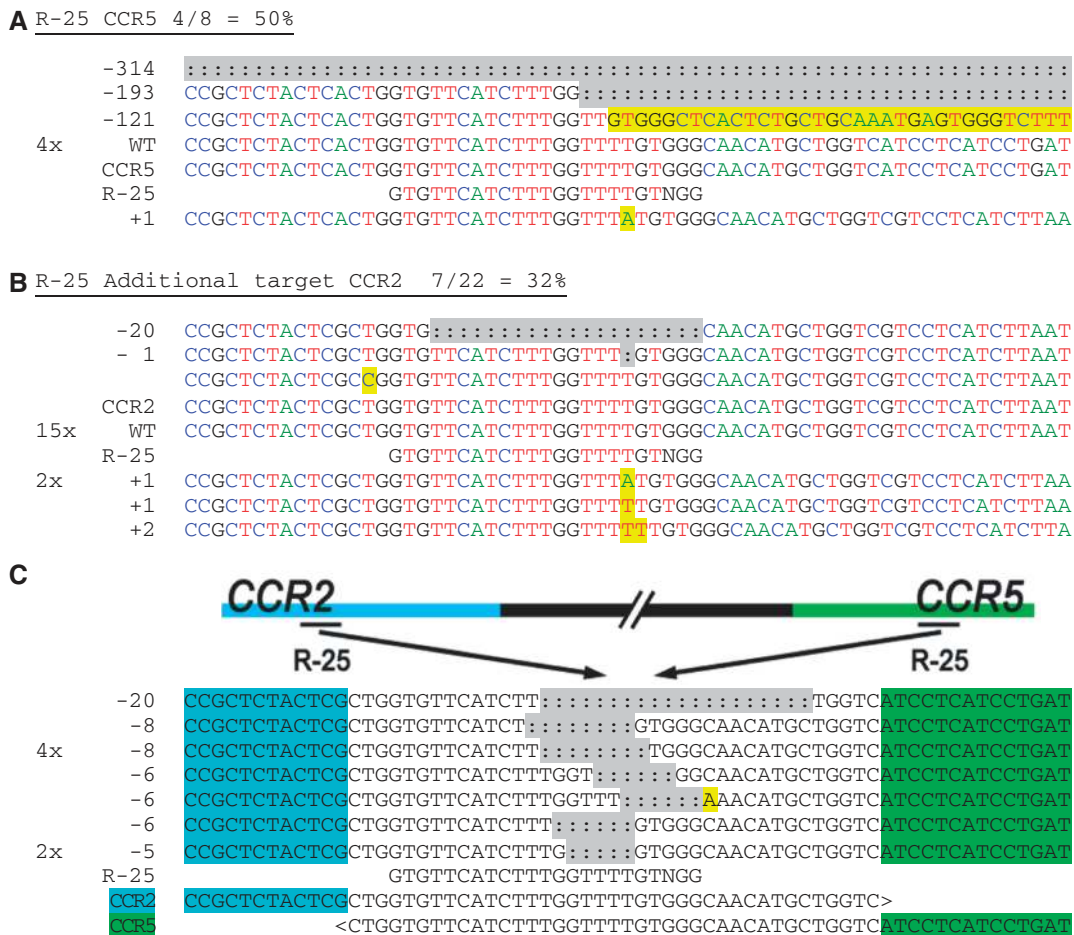 A R-25 CCR5 4/8 = 50%
-314 :::::::::::::::::::::::::::::::::::::::::::::::::::::::::::::::::
-193 CCGCTCTACTCACTGGTGTTCATCTTTGG::::::::::::::::::::::::::::::::::::
-121 CCGCTCTACTCACTGGTGTTCATCTTTGGTTGTGGGCTCACTCTGCTGCAAATGAGTGGGTCTTT
4x WT CCGCTCTACTCACTGGTGTTCATCTTTGGTTTTGTGGGCAACATGCTGGTCATCCTCATCCTGAT
CCR5 CCGCTCTACTCACTGGTGTTCATCTTTGGTTTTGTGGGCAACATGCTGGTCATCCTCATCCTGAT
R-25 GTGTTCATCTTTGGTTTTGTNGG
+1 CCGCTCTACTCACTGGTGTTCATCTTTGGTTTATGTGGGCAACATGCTGGTCGTCCTCATCTTAA
B R-25 Additional target CCR2 7/22 = 32%
-20 CCGCTCTACTCGCTGGTG::::::::::::::::::::CAACATGCTGGTCGTCCTCATCTTAAT
- 1 CCGCTCTACTCGCTGGTGTTCATCTTTGGTTT:GTGGGCAACATGCTGGTCGTCCTCATCTTAAT
CCGCTCTACTCGCCGGTGTTCATCTTTGGTTTTGTGGGCAACATGCTGGTCGTCCTCATCTTAAT
CCR2 CCGCTCTACTCGCTGGTGTTCATCTTTGGTTTTGTGGGCAACATGCTGGTCGTCCTCATCTTAAT
15x WT CCGCTCTACTCGCTGGTGTTCATCTTTGGTTTTGTGGGCAACATGCTGGTCGTCCTCATCTTAAT
R-25 GTGTTCATCTTTGGTTTTGTNGG
2x +1 CCGCTCTACTCGCTGGTGTTCATCTTTGGTTTATGTGGGCAACATGCTGGTCGTCCTCATCTTAA
+1 CCGCTCTACTCGCTGGTGTTCATCTTTGGTTTTTGTGGGCAACATGCTGGTCGTCCTCATCTTAA
+2 CCGCTCTACTCGCTGGTGTTCATCTTTGGTTTTTTGTGGGCAACATGCTGGTCGTCCTCATCTTA
C
CCR2 // CCR5
R-25 R-25
-20 CCGCTCTACTCGCTGGTGTTCATCTT::::::::::::::::::::TGGTCATCCTCATCCTGAT
-8 CCGCTCTACTCGCTGGTGTTCATCT::::::::GTGGGCAACATGCTGGTCATCCTCATCCTGAT
4x -8 CCGCTCTACTCGCTGGTGTTCATCTT::::::::TGGGCAACATGCTGGTCATCCTCATCCTGAT
-6 CCGCTCTACTCGCTGGTGTTCATCTTTGGT::::::GGCAACATGCTGGTCATCCTCATCCTGAT
-6 CCGCTCTACTCGCTGGTGTTCATCTTTGGTTT::::::AAACATGCTGGTCATCCTCATCCTGAT
-6 CCGCTCTACTCGCTGGTGTTCATCTTT::::::GTGGGCAACATGCTGGTCATCCTCATCCTGAT
2x -5 CCGCTCTACTCGCTGGTGTTCATCTTTG:::::GTGGGCAACATGCTGGTCATCCTCATCCTGAT
R-25 GTGTTCATCTTTGGTTTTGTNGG
CCR2 CCGCTCTACTCGCTGGTGTTCATCTTTGGTTTTGTGGGCAACATGCTGGTC>
CCR5 <CTGGTGTTCATCTTTGGTTTTGTGGGCAACATGCTGGTCATCCTCATCCTGAT